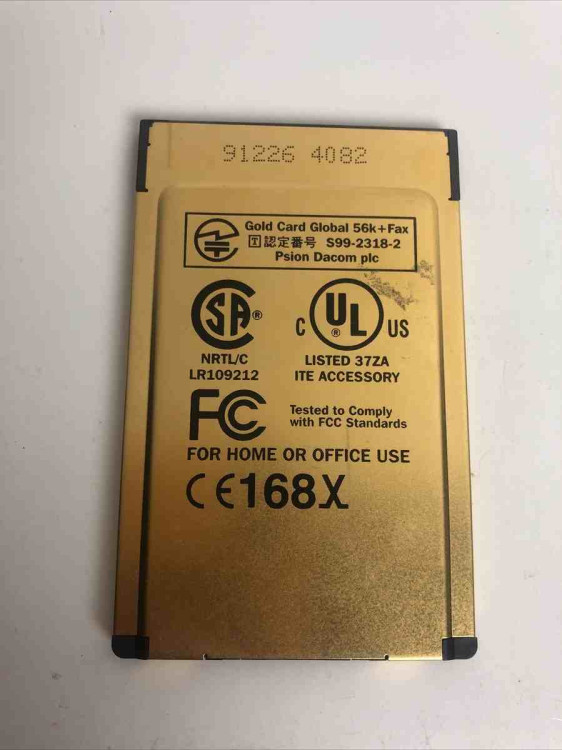 91226 4082
Gold Card Global 56k+Fax
T 認定番号 S99-2318-2
Psion Dacom plc
SA ®
NRTL/C
LR109212
C UL ® US
LISTED 37ZA
ITE ACCESSORY
FC
Tested to Comply
with FCC Standards
FOR HOME OR OFFICE USE
CE168X